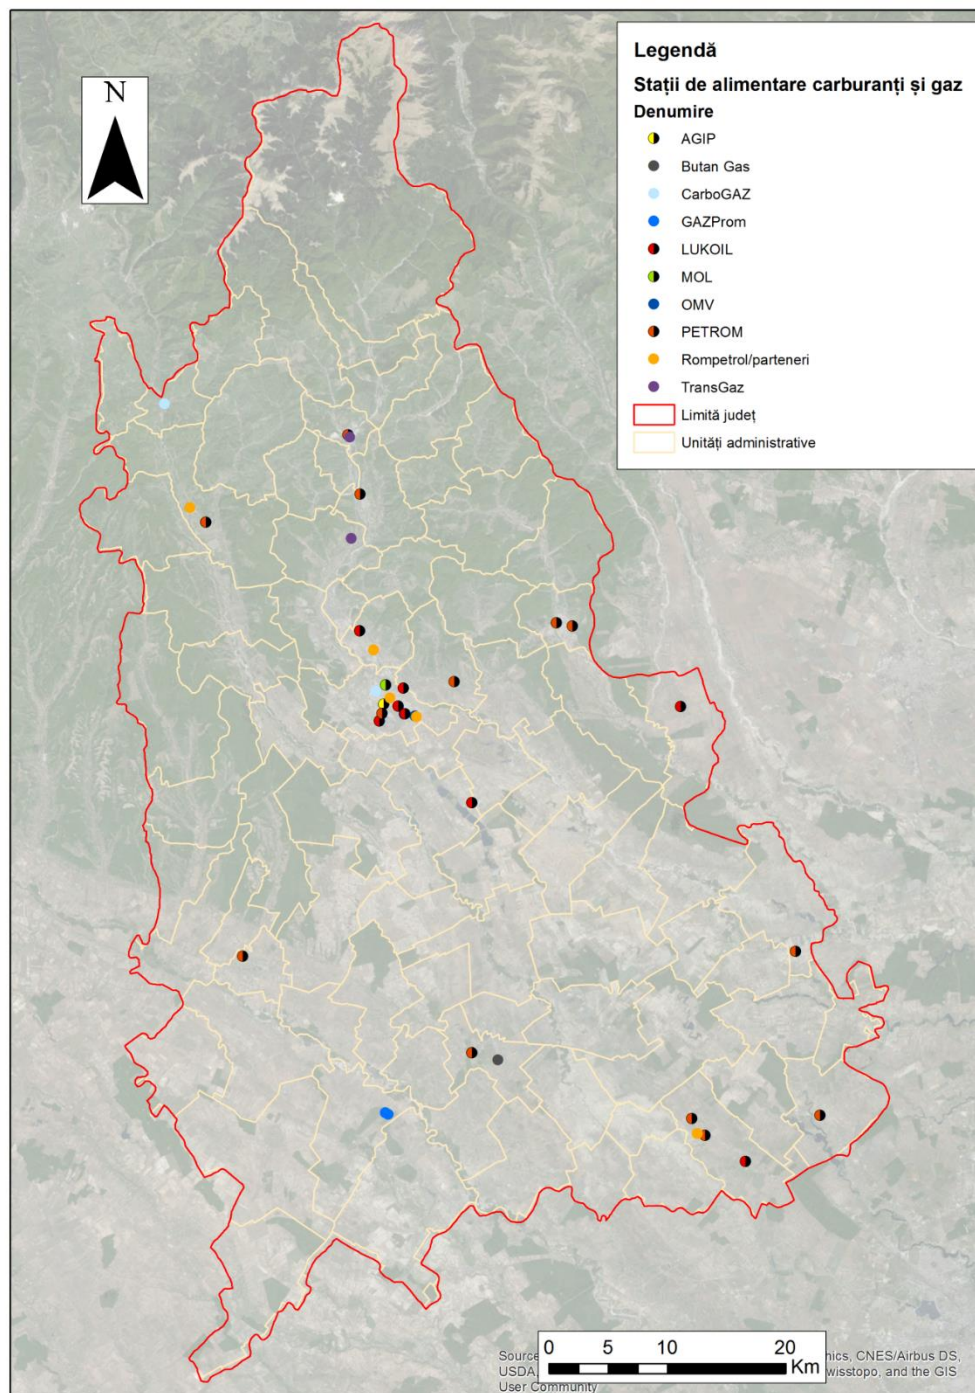 N
Legendă
Stații de alimentare carburanți și gaz
Denumire
AGIP
Butan Gas
CarboGAZ
GAZProm
LUKOIL
MOL
OMV
PETROM
Rompetrol/parteneri
TransGaz
Limită județ
Unități administrative
0 5 10 20
Km
Source nics, CNES/Airbus DS,
USDA, wisstopo, and the GIS
User Community